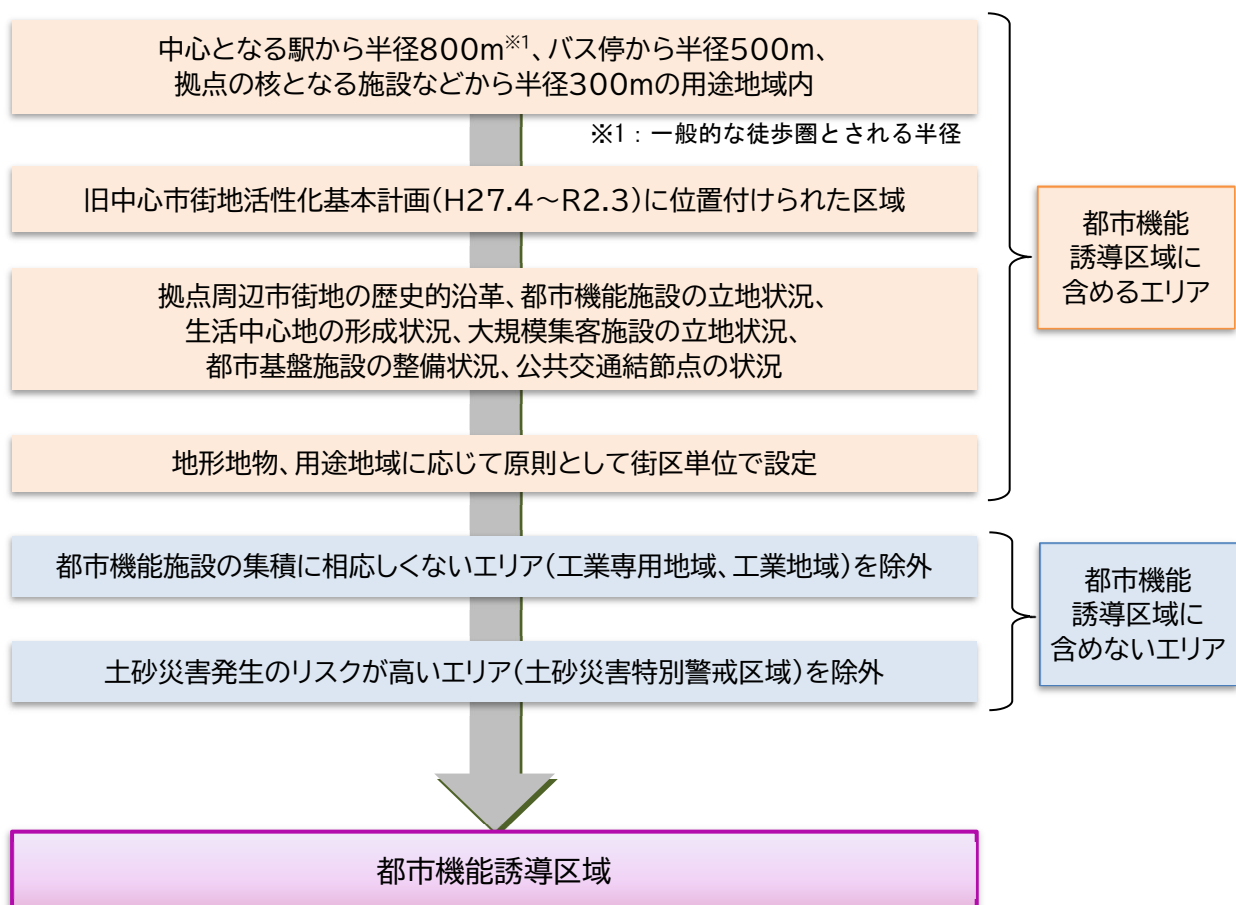 中心となる駅から半径800m※1、バス停から半径500m、
拠点の核となる施設などから半径300mの用途地域内
※1：一般的な徒歩圏とされる半径
旧中心市街地活性化基本計画(H27.4～R2.3)に位置付けられた区域
拠点周辺市街地の歴史的沿革、都市機能施設の立地状況、
生活中心地の形成状況、大規模集客施設の立地状況、
都市基盤施設の整備状況、公共交通結節点の状況
地形地物、用途地域に応じて原則として街区単位で設定
都市機能
誘導区域に
含めるエリア
都市機能施設の集積に相応しくないエリア(工業専用地域、工業地域)を除外
土砂災害発生のリスクが高いエリア(土砂災害特別警戒区域)を除外
都市機能
誘導区域に
含めないエリア
都市機能誘導区域